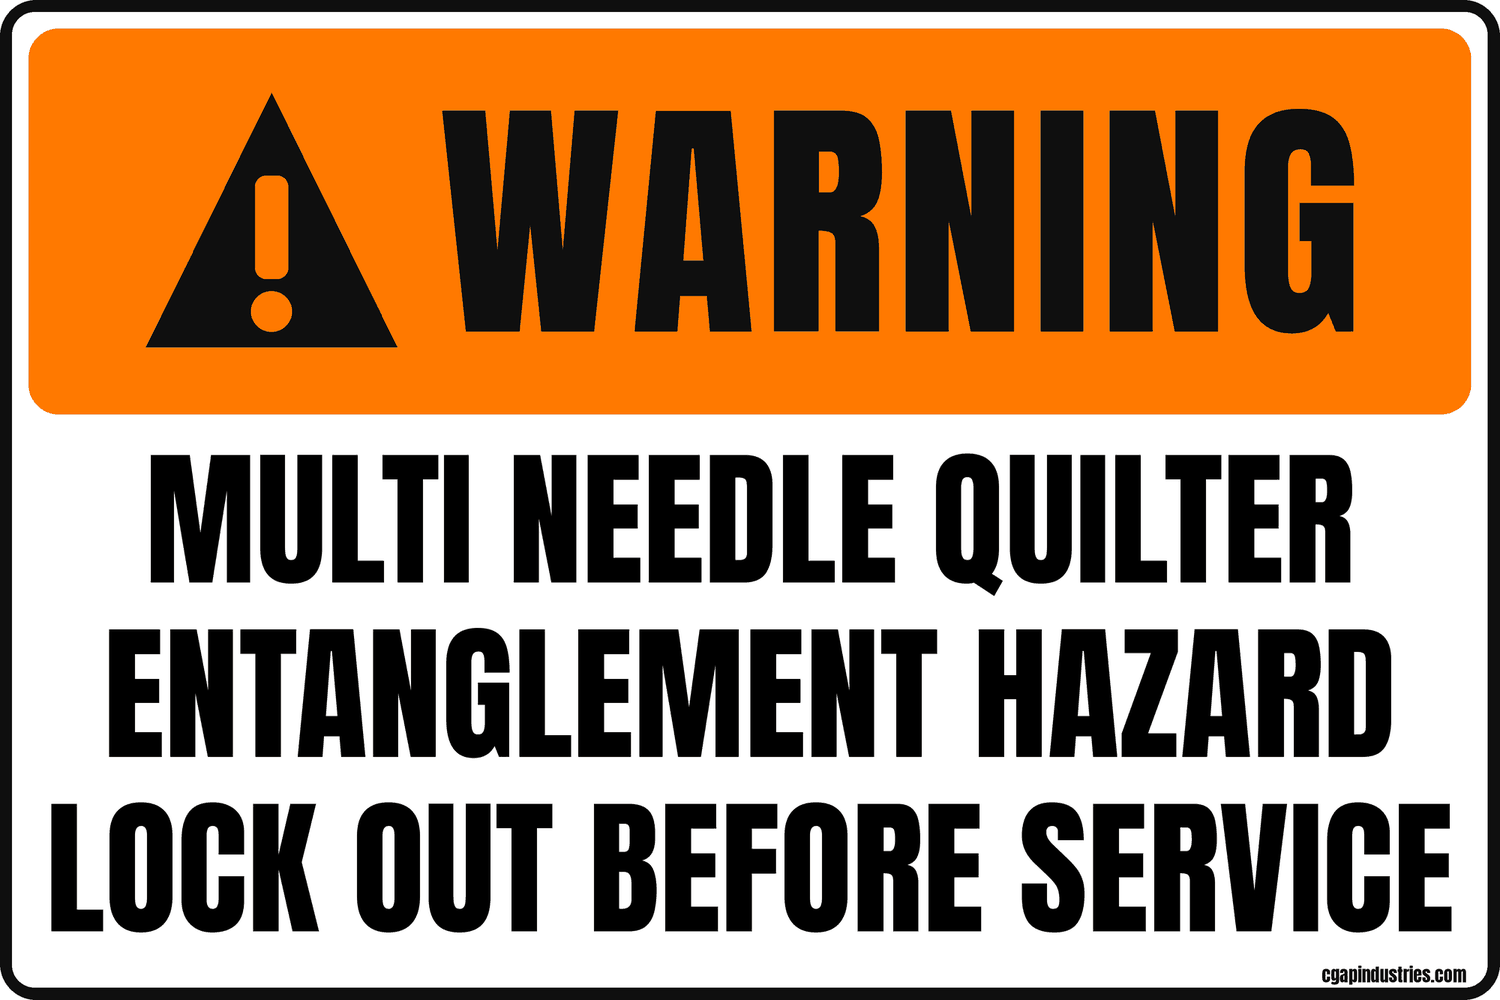 WARNING
MULTI NEEDLE QUILTER
ENTANGLEMENT HAZARD
LOCK OUT BEFORE SERVICE
cgapindustries.com